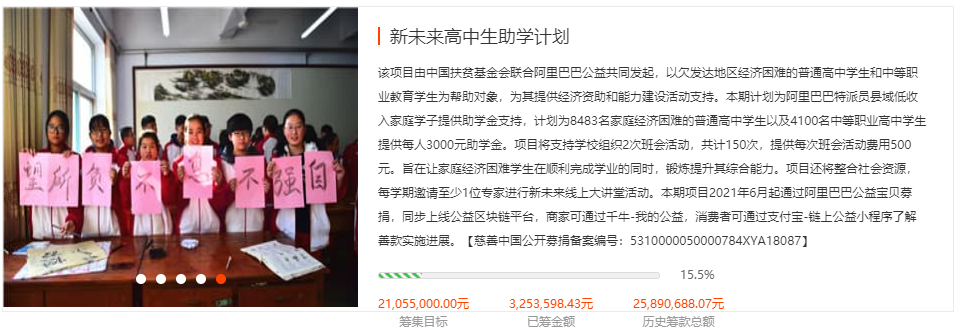 望所负不息不强自
新未来高中生助学计划
该项目由中国扶贫基金会联合阿里巴巴公益共同发起，以欠发达地区经济困难的普通高中学生和中等职
业教育学生为帮助对象，为其提供经济资助和能力建设活动支持。本期计划为阿里巴巴特派员县域低收
入家庭学子提供助学金支持，计划为8483名家庭经济困难的普通高中学生以及4100名中等职业高中学生
提供每人3000元助学金。项目将支持学校组织2次班会活动，共计150次，提供每次班会活动费用500
元。旨在让家庭经济困难学生在顺利完成学业的同时，锻炼提升其综合能力。项目还将整合社会资源，
每学期邀请至少1位专家进行新未来线上大讲堂活动。本期项目2021年6月起通过阿里巴巴公益宝贝募
捐，同步上线公益区块链平台，商家可通过千牛-我的公益，消费者可通过支付宝-链上公益小程序了解
善款实施进展。【慈善中国公开募捐备案编号：5310000050000784XYA18087】
15.5%
21,055,000.00元 3,253,598.43元 25,890,688.07元
筹集目标 已筹金额 历史筹款总额